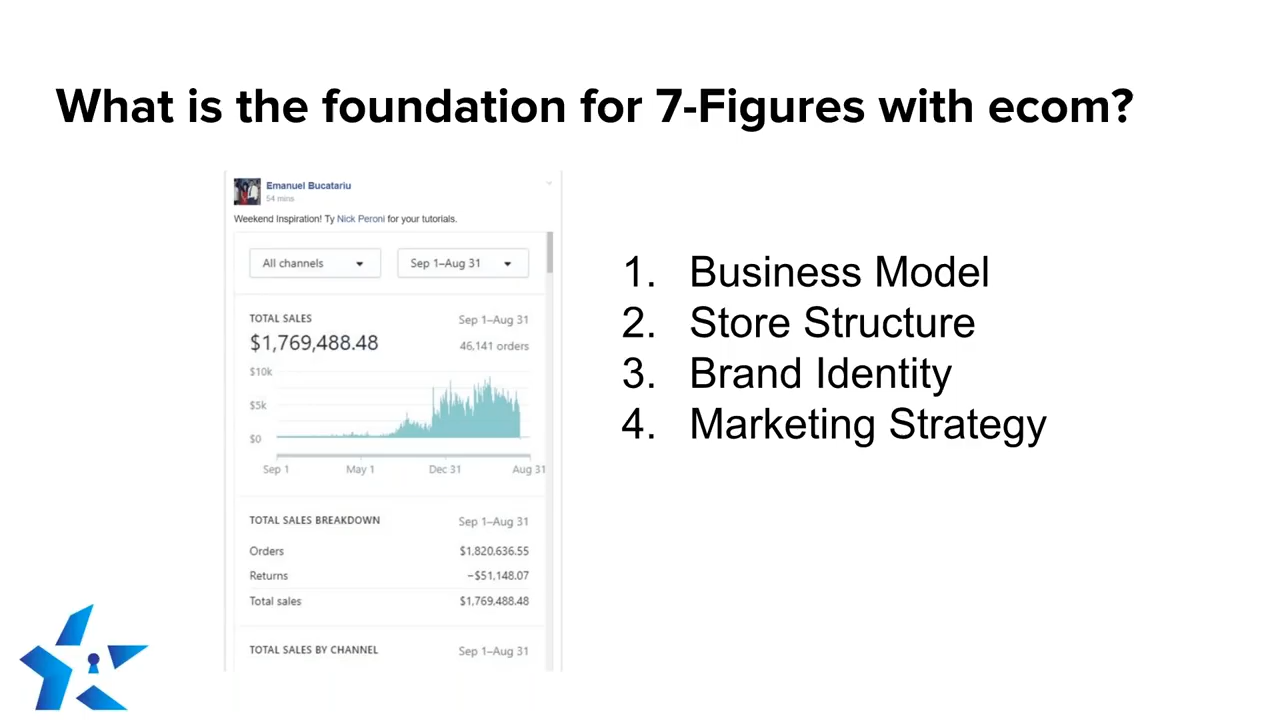 What is the foundation for 7-Figures with ecom?
Emanuel Bucatariu
54 mins
Weekend Inspiration! Ty Nick Peroni for your tutorials.
All channels
Sep 1–Aug 31
TOTAL SALES
Sep 1–Aug 31
$1,769,488.48
46,141 orders
$10k
$5k
$0
Sep 1
May 1
Dec 31
Aug 31
TOTAL SALES BREAKDOWN
Sep 1–Aug 31
Orders
$1,820,636.55
Returns
−$51,148.07
Total sales
$1,769,488.48
TOTAL SALES BY CHANNEL
Sep 1–Aug 31
1. Business Model
2. Store Structure
3. Brand Identity
4. Marketing Strategy